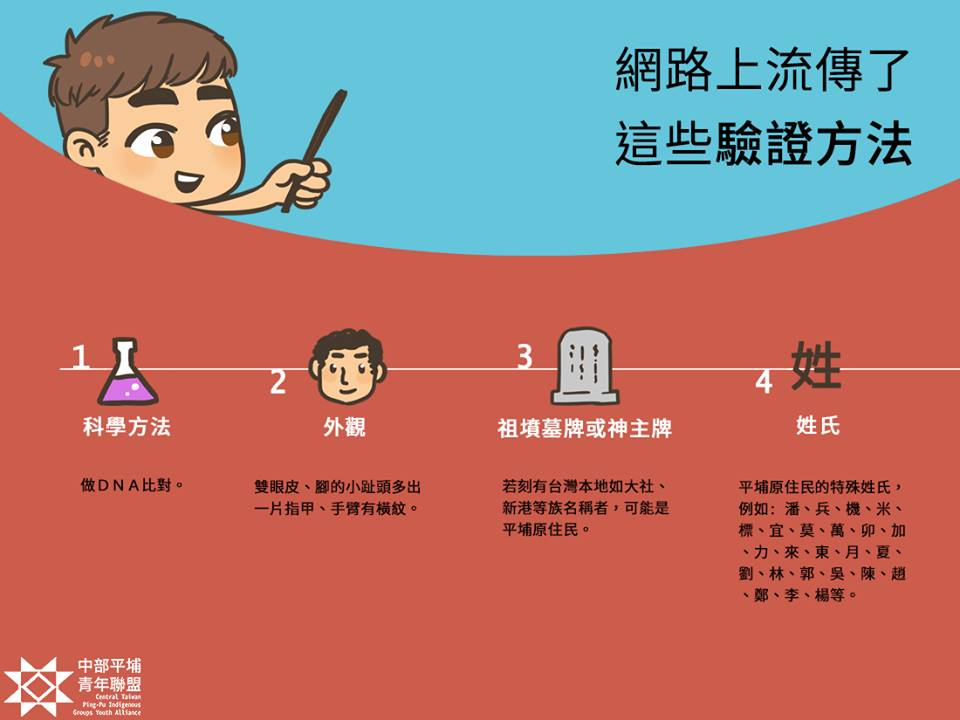 網路上流傳了
這些驗證方法
1
科學方法
做DNA比對。
2
外觀
雙眼皮、腳的小趾頭多出
一片指甲、手臂有橫紋。
3
祖墳墓牌或神主牌
若刻有台灣本地如大社、
新港等族名稱者，可能是
平埔原住民。
4
姓
姓氏
平埔原住民的特殊姓氏，
例如：潘、兵、機、米、
標、宜、莫、萬、卯、加
、力、來、東、月、夏、
劉、林、郭、吳、陳、趙
、鄭、李、楊等。
中部平埔
青年聯盟
Central Taiwan
Ping-Pu Indigenous
Groups Youth Alliance